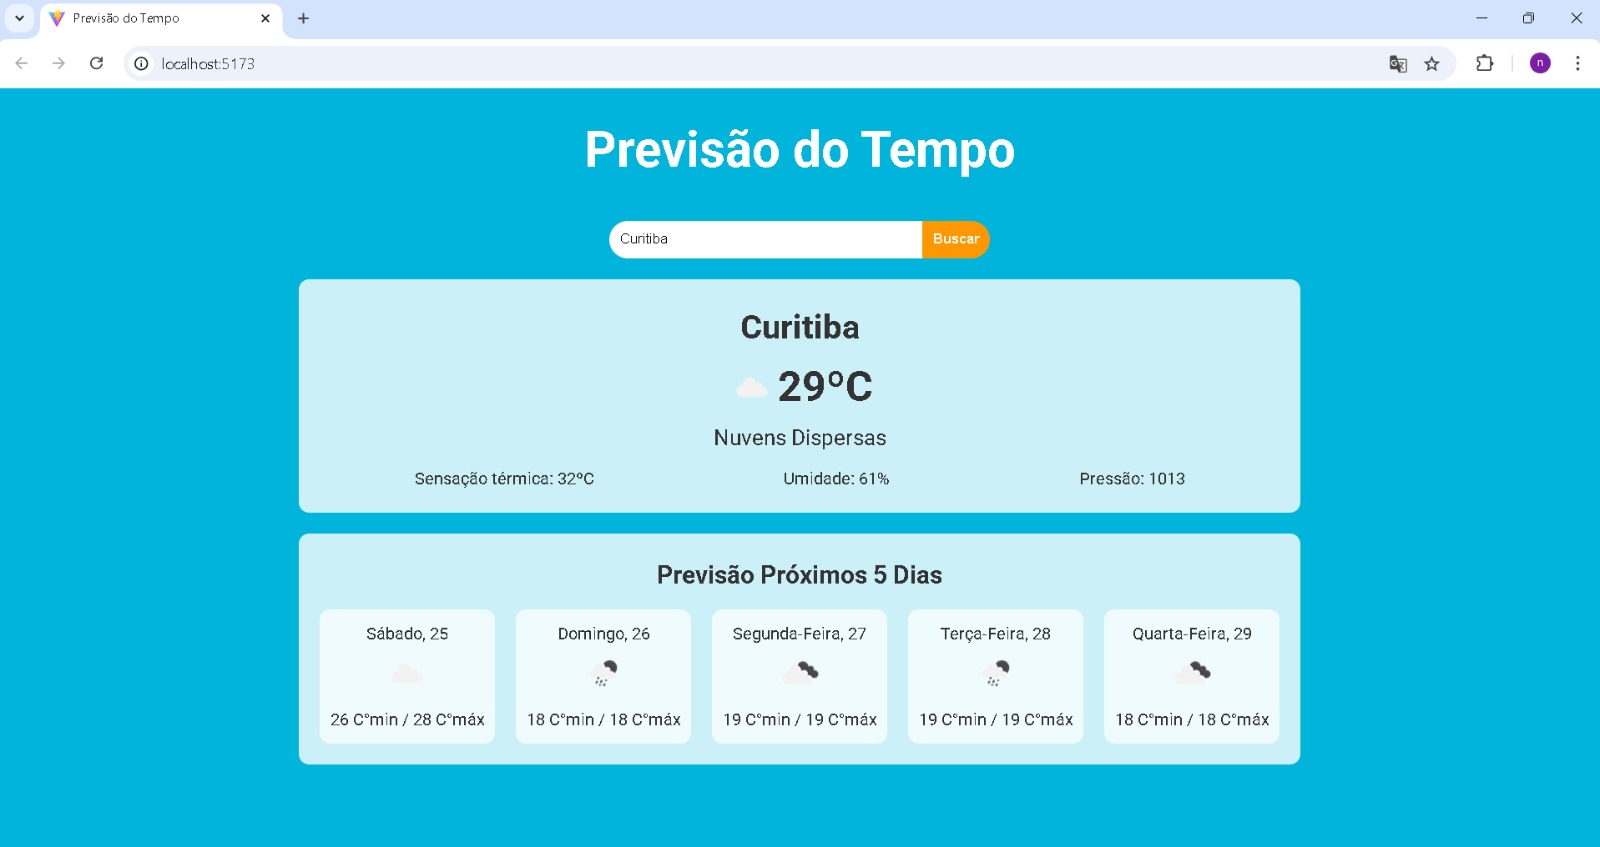 Previsão do Tempo
localhost:5173
n
Previsão do Tempo
Curitiba
Buscar
Curitiba
29ºC
Nuvens Dispersas
Sensação térmica: 32ºC Umidade: 61% Pressão: 1013
Previsão Próximos 5 Dias
Sábado, 25
26 C°min / 28 C°máx
Domingo, 26
18 C°min / 18 C°máx
Segunda-Feira, 27
19 C°min / 19 C°máx
Terça-Feira, 28
19 C°min / 19 C°máx
Quarta-Feira, 29
18 C°min / 18 C°máx